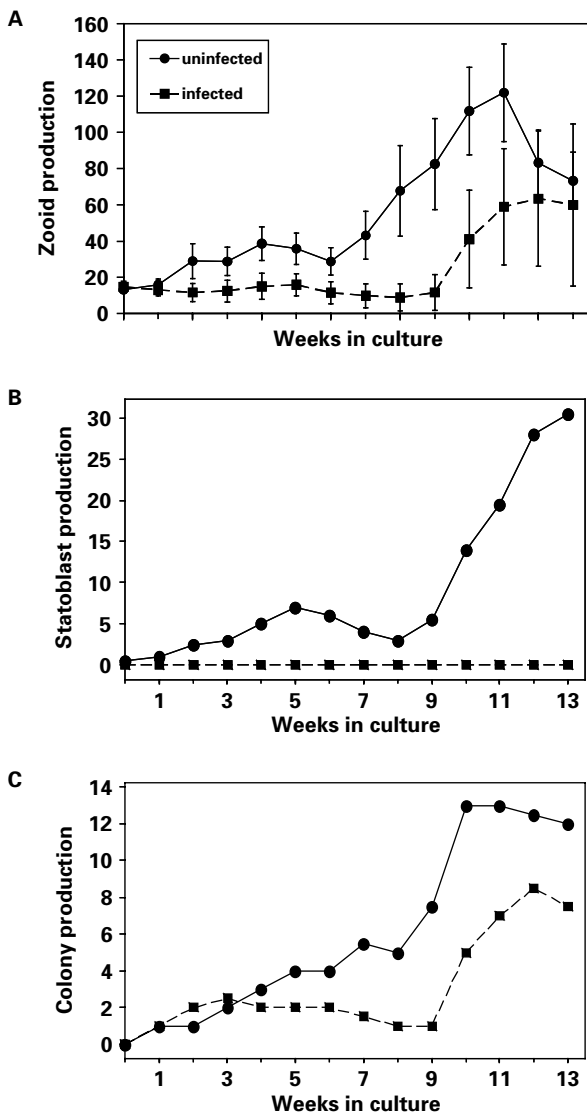 A
160
140
120
100
80
60
40
20
0
Zooid production
uninfected
infected
Weeks in culture
B
30
25
20
15
10
5
0
Statoblast production
1 3 5 7 9 11 13
Weeks in culture
C
14
12
10
8
6
4
2
0
Colony production
1 3 5 7 9 11 13
Weeks in culture